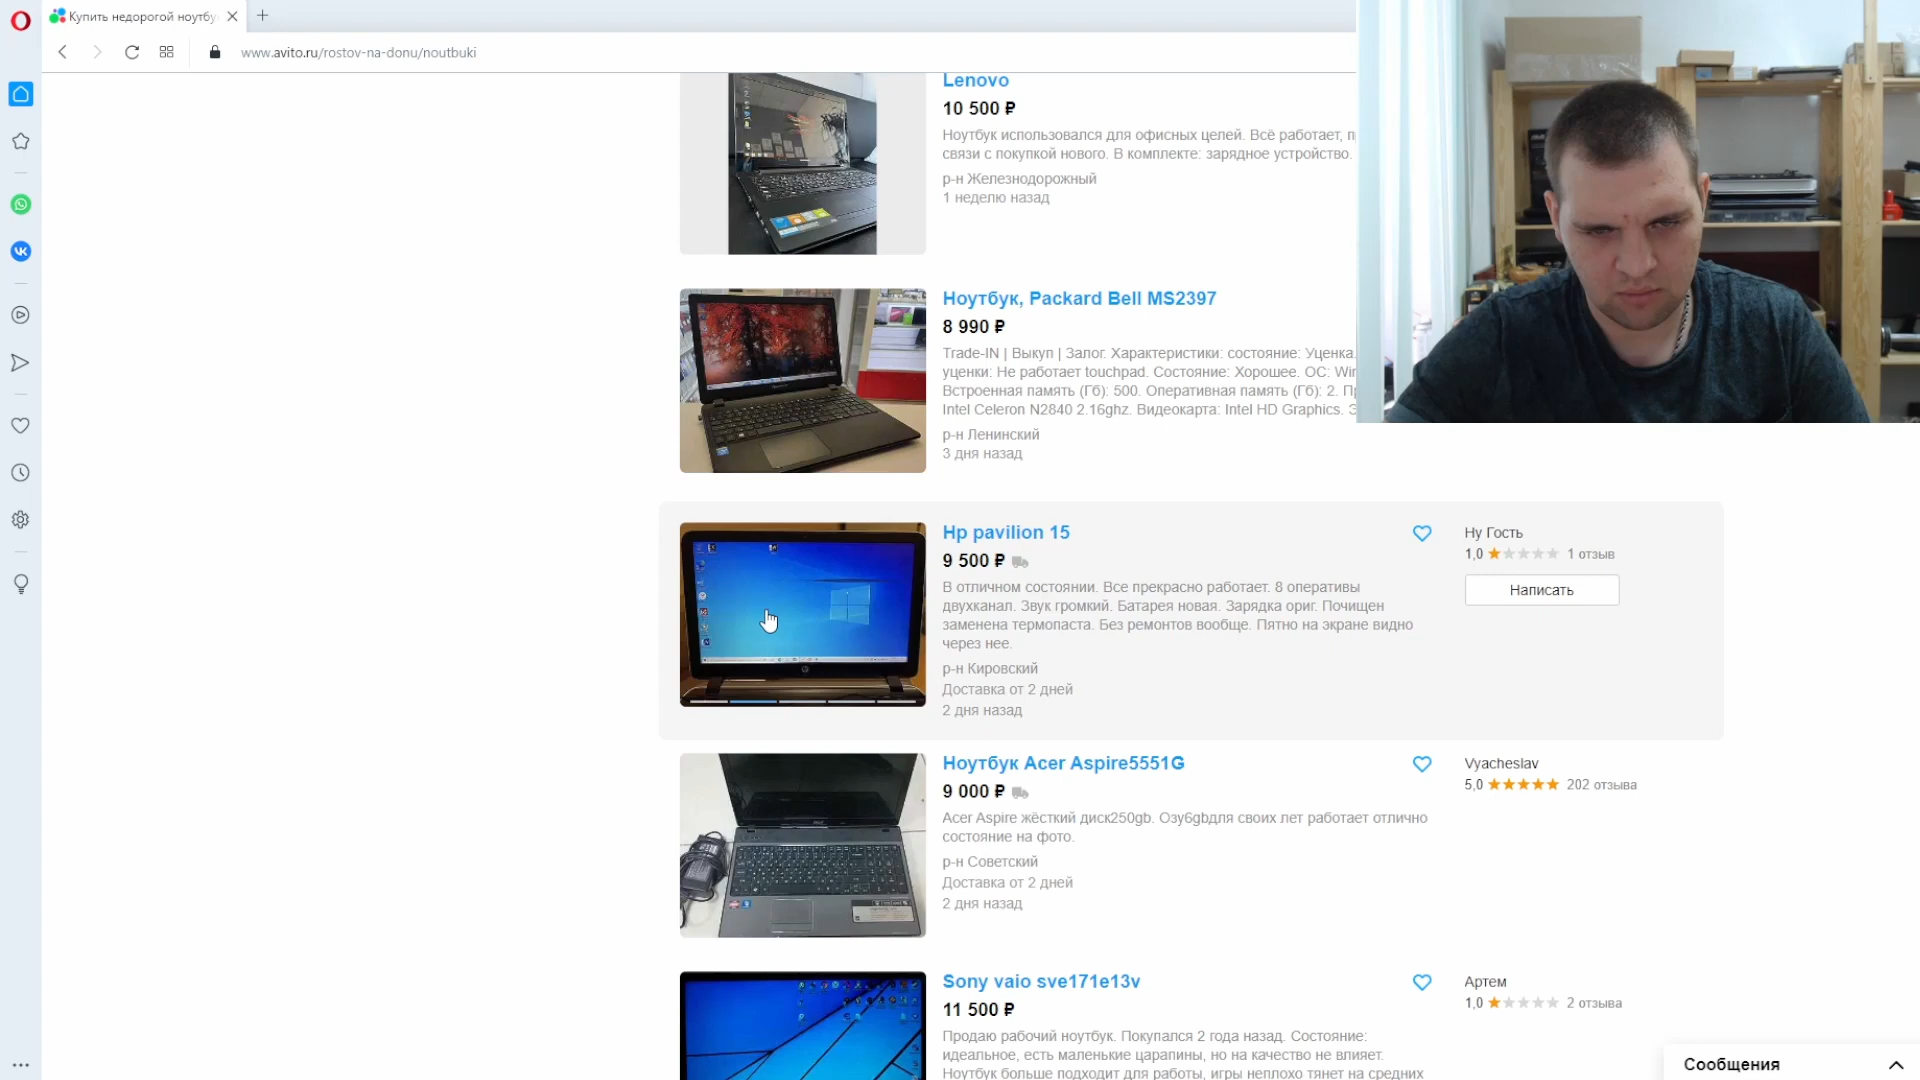 Купить недорогой ноутбу
www.avito.ru/rostov-na-donu/noutbuki
Lenovo
10 500 ₽
Ноутбук использовался для офисных целей. Всё работает, п
связи с покупкой нового. В комплекте: зарядное устройство.
р-н Железнодорожный
1 неделю назад
Ноутбук, Packard Bell MS2397
8 990 ₽
Trade-IN | Выкуп | Залог. Характеристики: состояние: Уценка.
уценки: Не работает touchpad. Состояние: Хорошее. ОС: Wir
Встроенная память (Гб): 500. Оперативная память (Гб): 2. П
Intel Celeron N2840 2.16ghz. Видеокарта: Intel HD Graphics.
р-н Ленинский
3 дня назад
Hp pavilion 15
9 500 ₽
В отличном состоянии. Все прекрасно работает. 8 оперативы
двухканал. Звук громкий. Батарея новая. Зарядка ориг. Почищен
заменена термопаста. Без ремонтов вообще. Пятно на экране видно
через нее.
р-н Кировский
Доставка от 2 дней
2 дня назад
Ну Гость
1,0 1 отзыв
Написать
Ноутбук Acer Aspire5551G
9 000 ₽
Acer Aspire жёсткий диск250gb. Озу6gbдля своих лет работает отлично
состояние на фото.
р-н Советский
Доставка от 2 дней
2 дня назад
Vyacheslav
5,0 202 отзыва
Sony vaio sve171e13v
11 500 ₽
Продаю рабочий ноутбук. Покупался 2 года назад. Состояние:
идеальное, есть маленькие царапины, но на качество не влияет.
Ноутбук больше подходит для работы, игры неплохо тянет на средних
Артем
1,0 2 отзыва
Сообщения